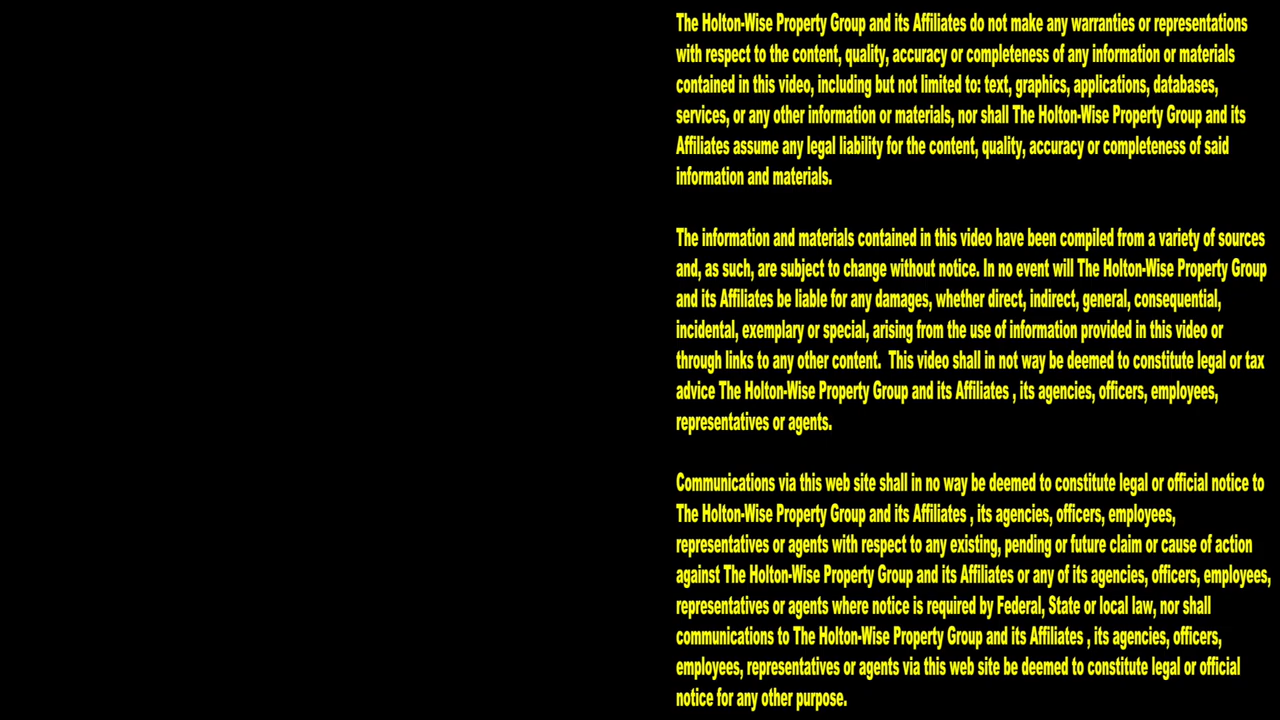 The Holton-Wise Property Group and its Affiliates do not make any warranties or representations
with respect to the content, quality, accuracy or completeness of any information or materials
contained in this video, including but not limited to: text, graphics, applications, databases,
services, or any other information or materials, nor shall The Holton-Wise Property Group and its
Affiliates assume any legal liability for the content, quality, accuracy or completeness of said
information and materials.
The information and materials contained in this video have been compiled from a variety of sources
and, as such, are subject to change without notice. In no event will The Holton-Wise Property Group
and its Affiliates be liable for any damages, whether direct, indirect, general, consequential,
incidental, exemplary or special, arising from the use of information provided in this video or
through links to any other content.  This video shall in not way be deemed to constitute legal or tax
advice The Holton-Wise Property Group and its Affiliates , its agencies, officers, employees,
representatives or agents.
Communications via this web site shall in no way be deemed to constitute legal or official notice to
The Holton-Wise Property Group and its Affiliates , its agencies, officers, employees,
representatives or agents with respect to any existing, pending or future claim or cause of action
against The Holton-Wise Property Group and its Affiliates or any of its agencies, officers, employees,
representatives or agents where notice is required by Federal, State or local law, nor shall
communications to The Holton-Wise Property Group and its Affiliates , its agencies, officers,
employees, representatives or agents via this web site be deemed to constitute legal or official
notice for any other purpose.